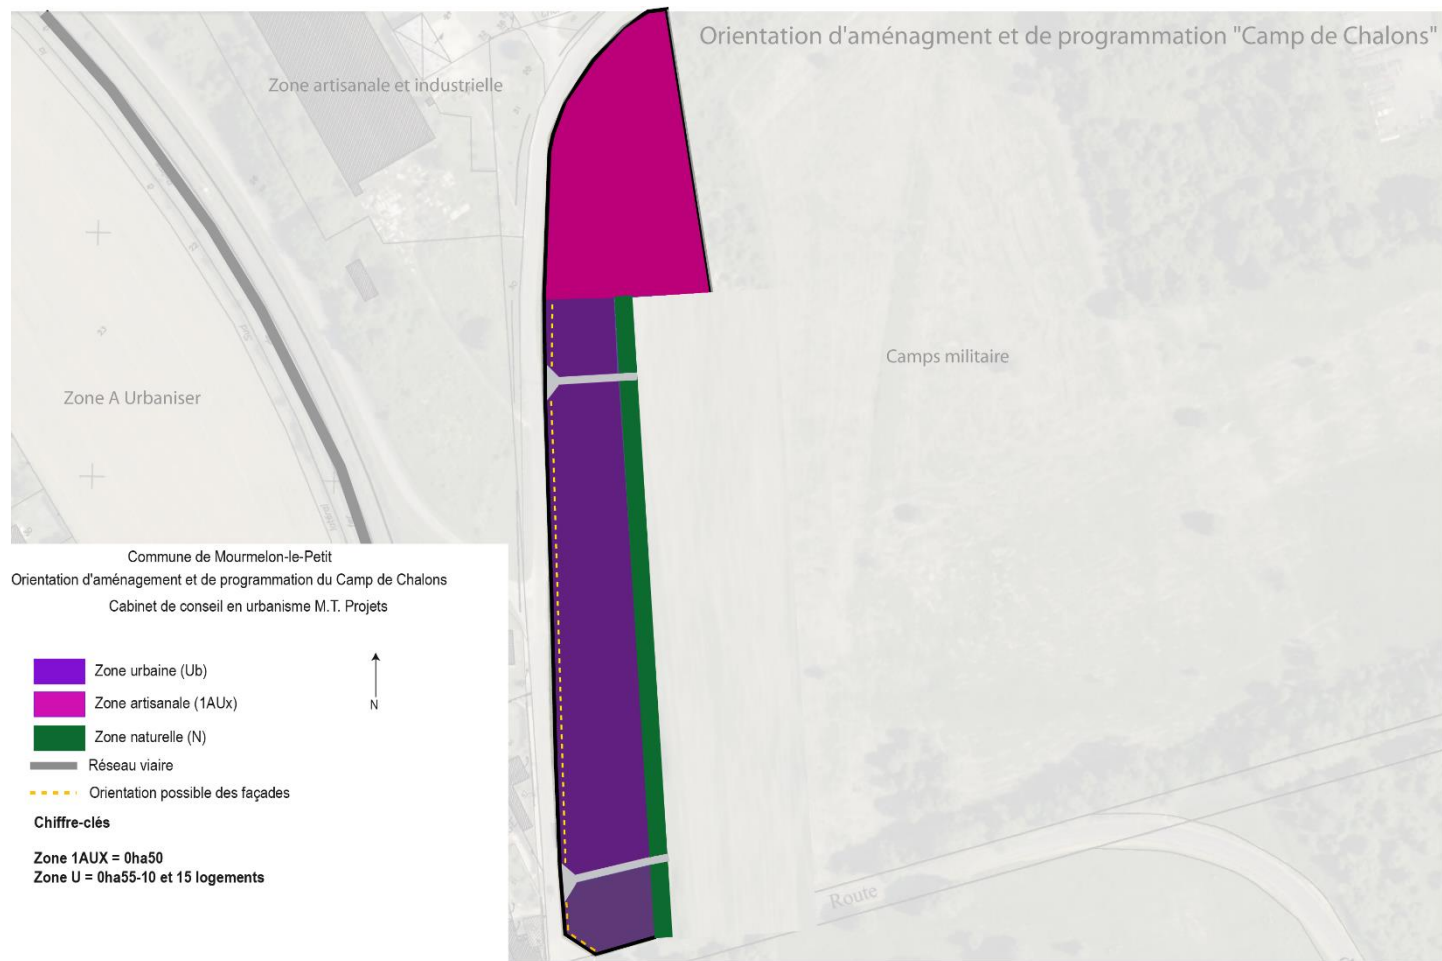 Orientation d'aménagment et de programmation "Camp de Chalons"
Zone artisanale et industrielle
Camps militaire
Zone A Urbaniser
Commune de Mourmelon-le-Petit
Orientation d'aménagement et de programmation du Camp de Chalons
Cabinet de conseil en urbanisme M.T. Projets
Zone urbaine (Ub)
Zone artisanale (1AUx)
N
Zone naturelle (N)
Réseau viaire
Orientation possible des façades
Chiffre-clés
Zone 1AUX = 0ha50
Zone U = 0ha55-10 et 15 logements
Route